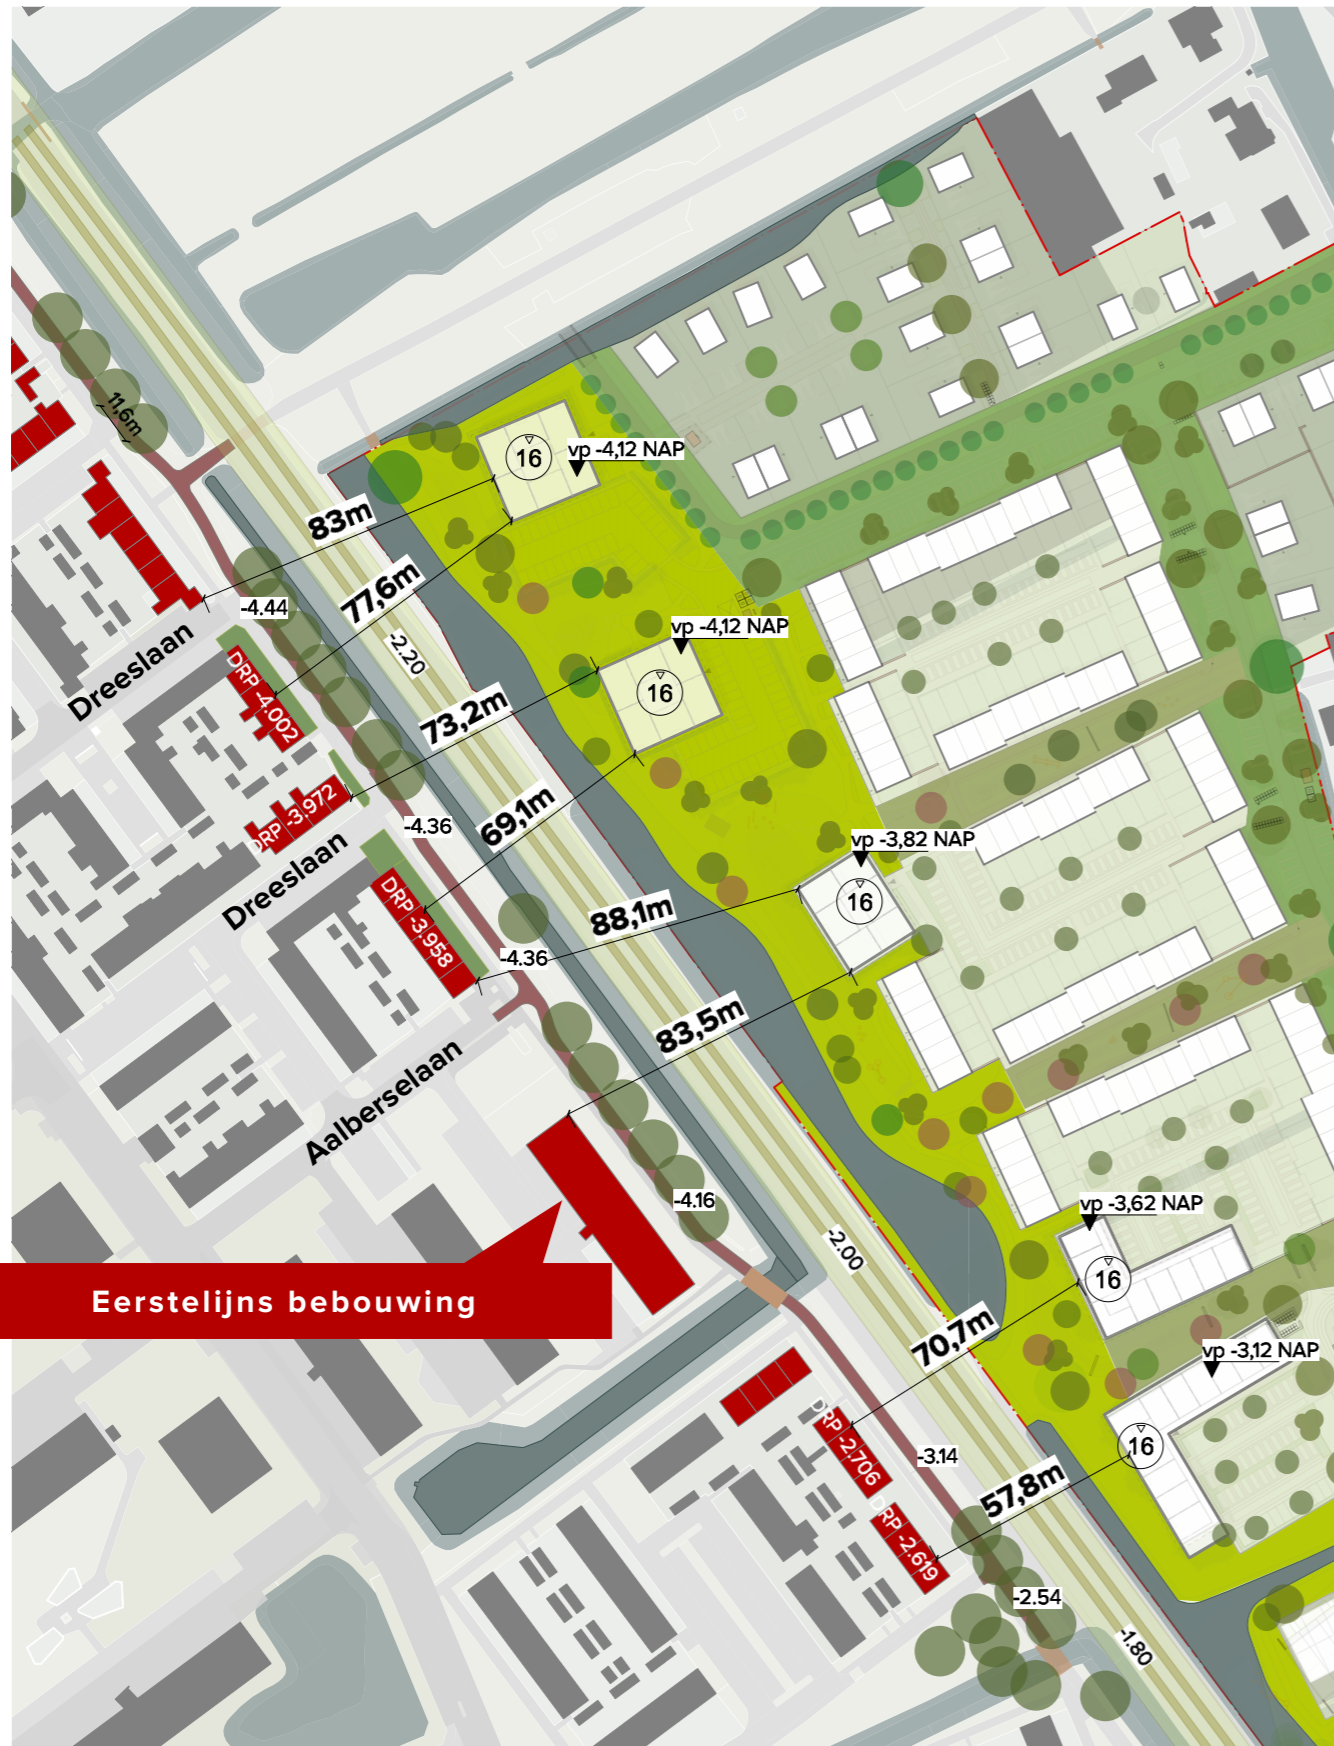 11,6m
16
vp -4,12 NAP
83m
77,6m
-4.44
-2.20
Dreeslaan
DRP -4.002
vp -4,12 NAP
16
73,2m
DRP -3.972
69,1m
-4.36
Dreeslaan
vp -3,82 NAP
16
DRP -3.958
88,1m
-4.36
83,5m
Aalberselaan
-4.16
vp -3,62 NAP
-2.00
16
Eerstelijns bebouwing
70,7m
vp -3,12 NAP
DRP -2.706
16
-3.14
57,8m
DRP -2.619
-2.54
-1.80